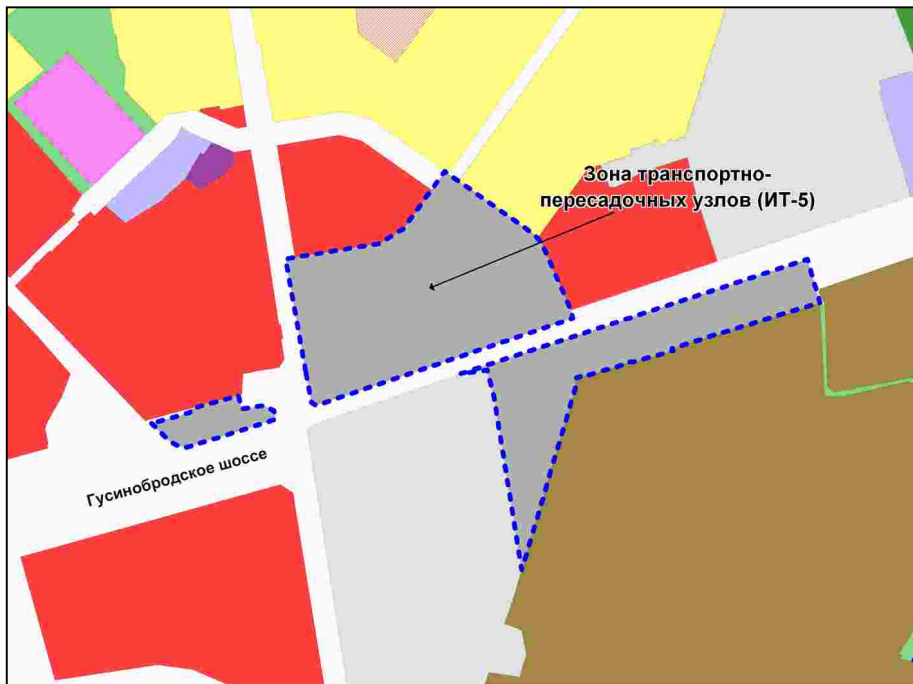 Зона транспортно-
пересадочных узлов (ИТ-5)
Гусинобродское шоссе